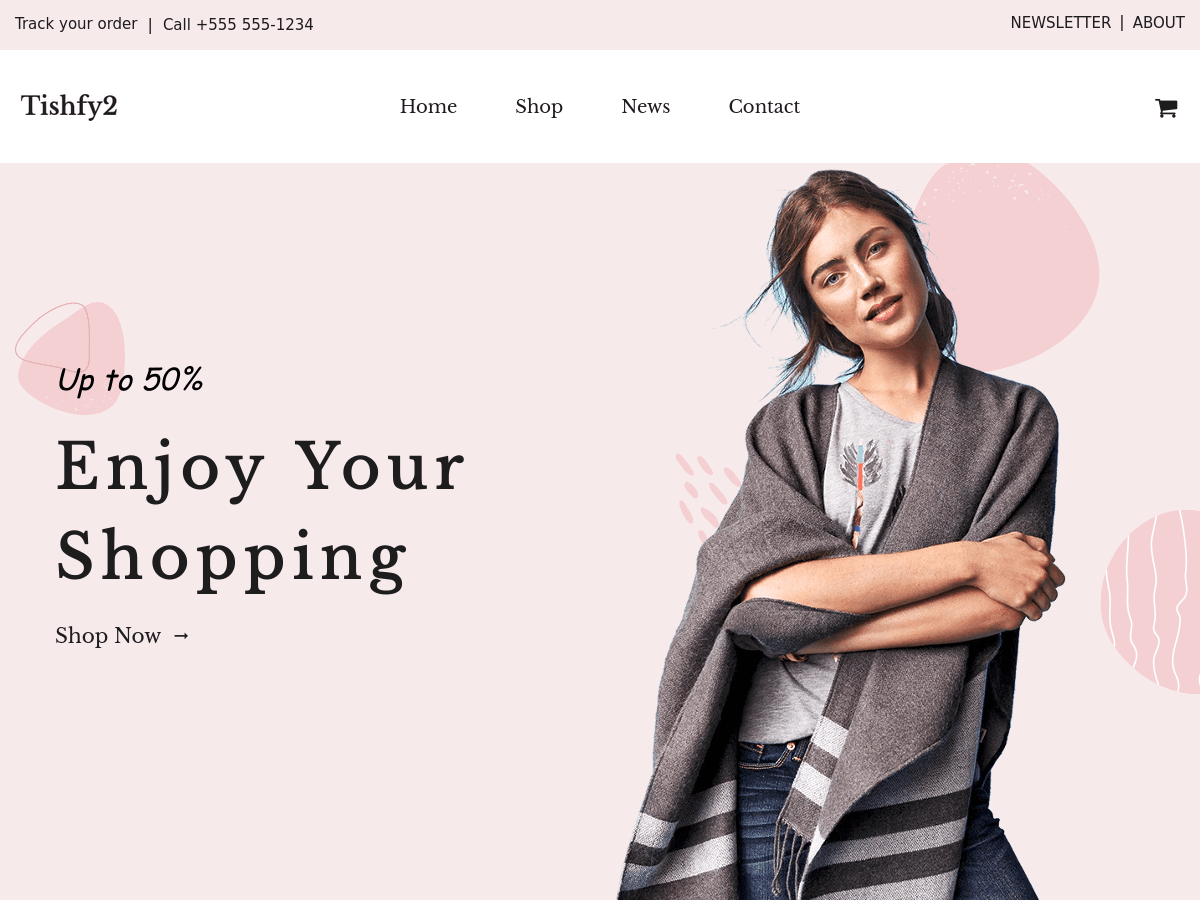 Track your order | Call +555 555-1234
NEWSLETTER | ABOUT
Tishfy2
Home Shop News Contact
Up to 50%
Enjoy Your
Shopping
Shop Now →